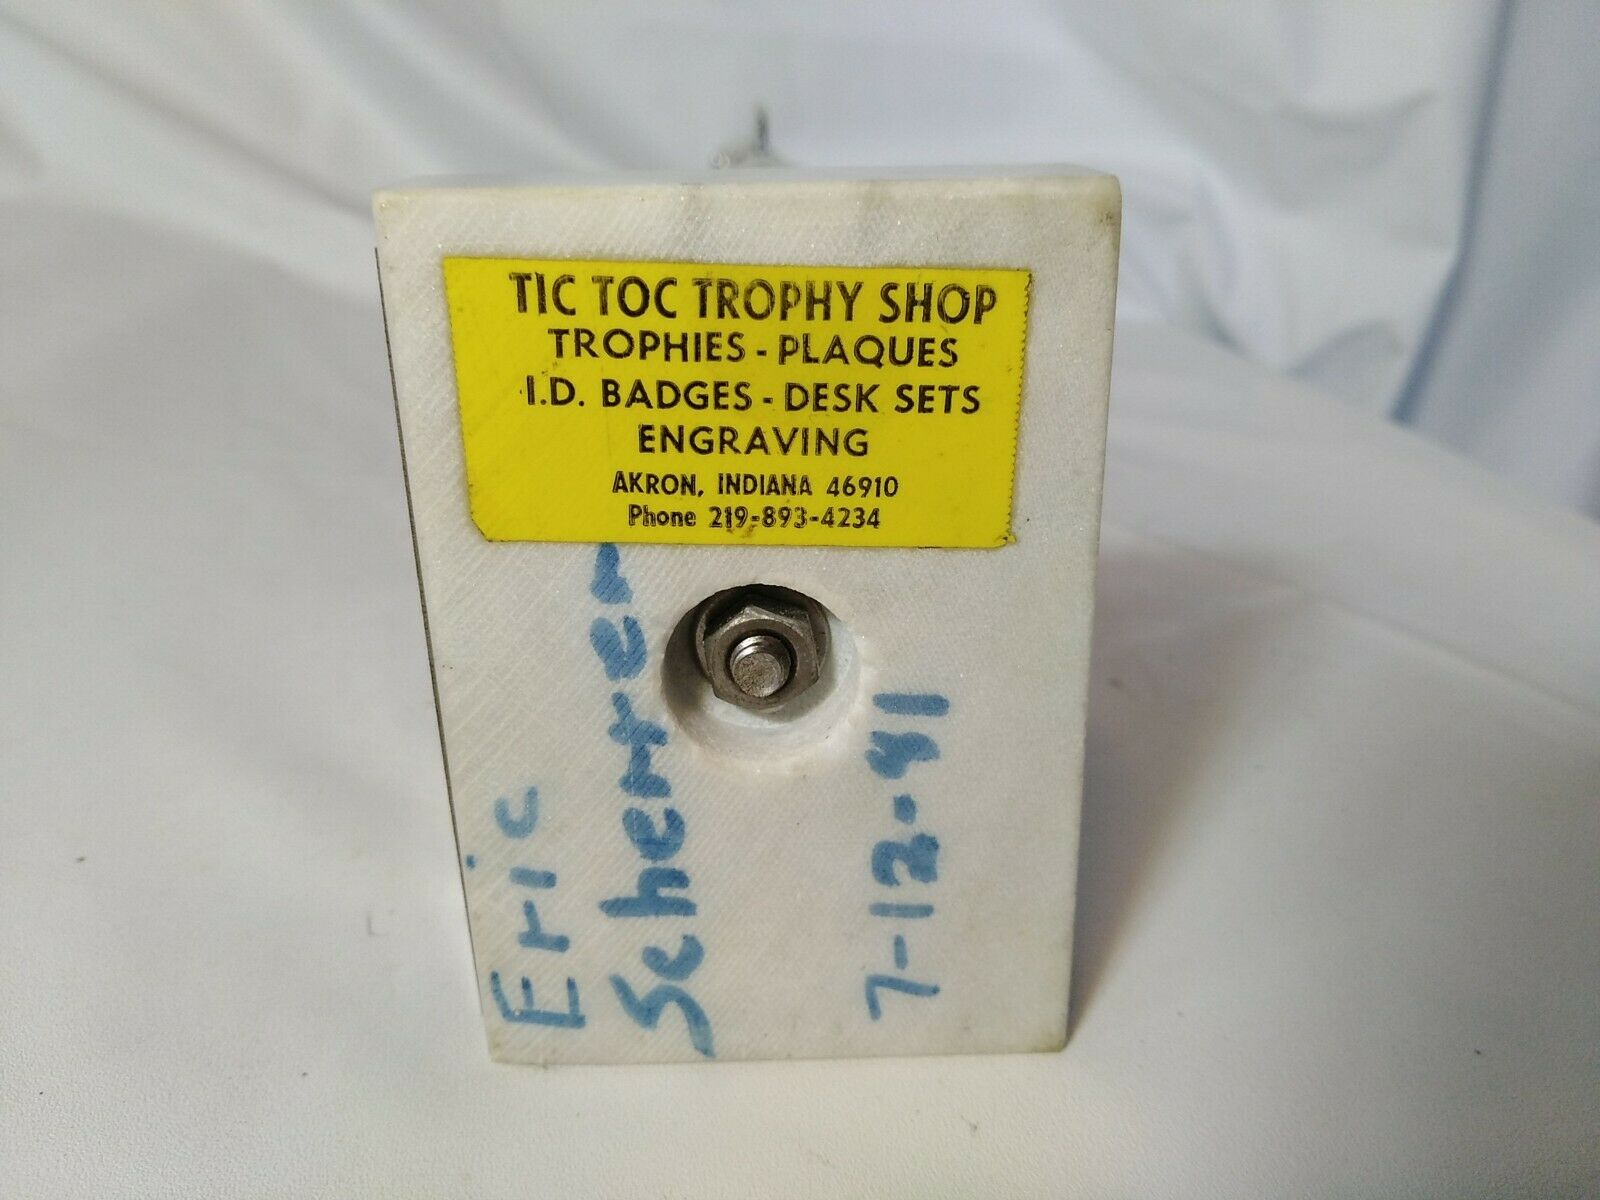 TIC TOC TROPHY SHOP
TROPHIES - PLAQUES
I.D. BADGES - DESK SETS
ENGRAVING
AKRON, INDIANA 46910
Phone 219-893-4234
Eric
7-12-91